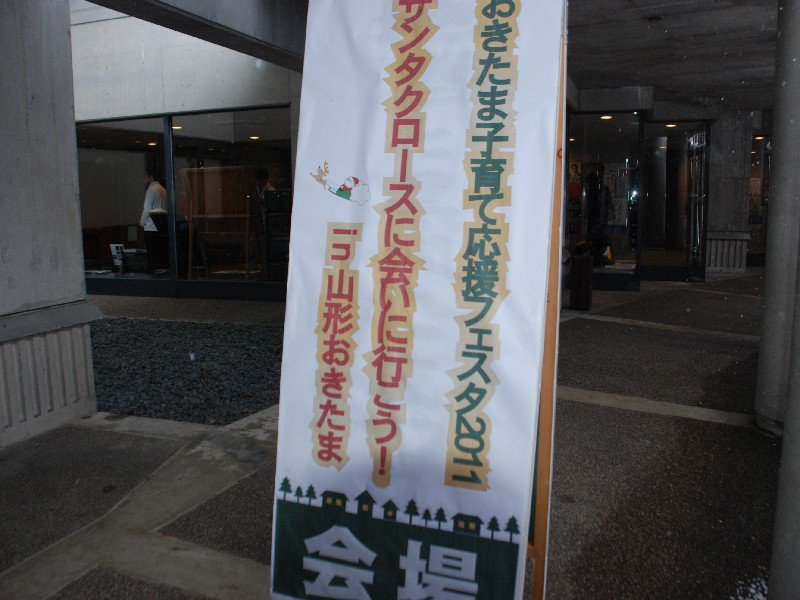 おきたま子育て応援フェスタ2011
サンタクロースに会いに行こう！
山形おきたま
会場